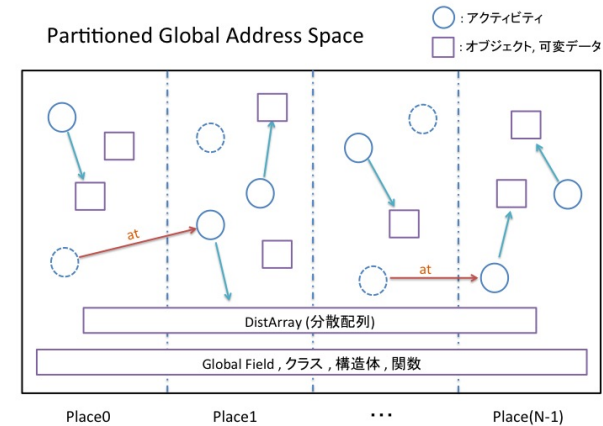 Partitioned Global Address Space
: アクティビティ
: オブジェクト, 可変データ
at
at
DistArray (分散配列)
Global Field , クラス , 構造体 , 関数
Place0
Place1
・・・
Place(N-1)